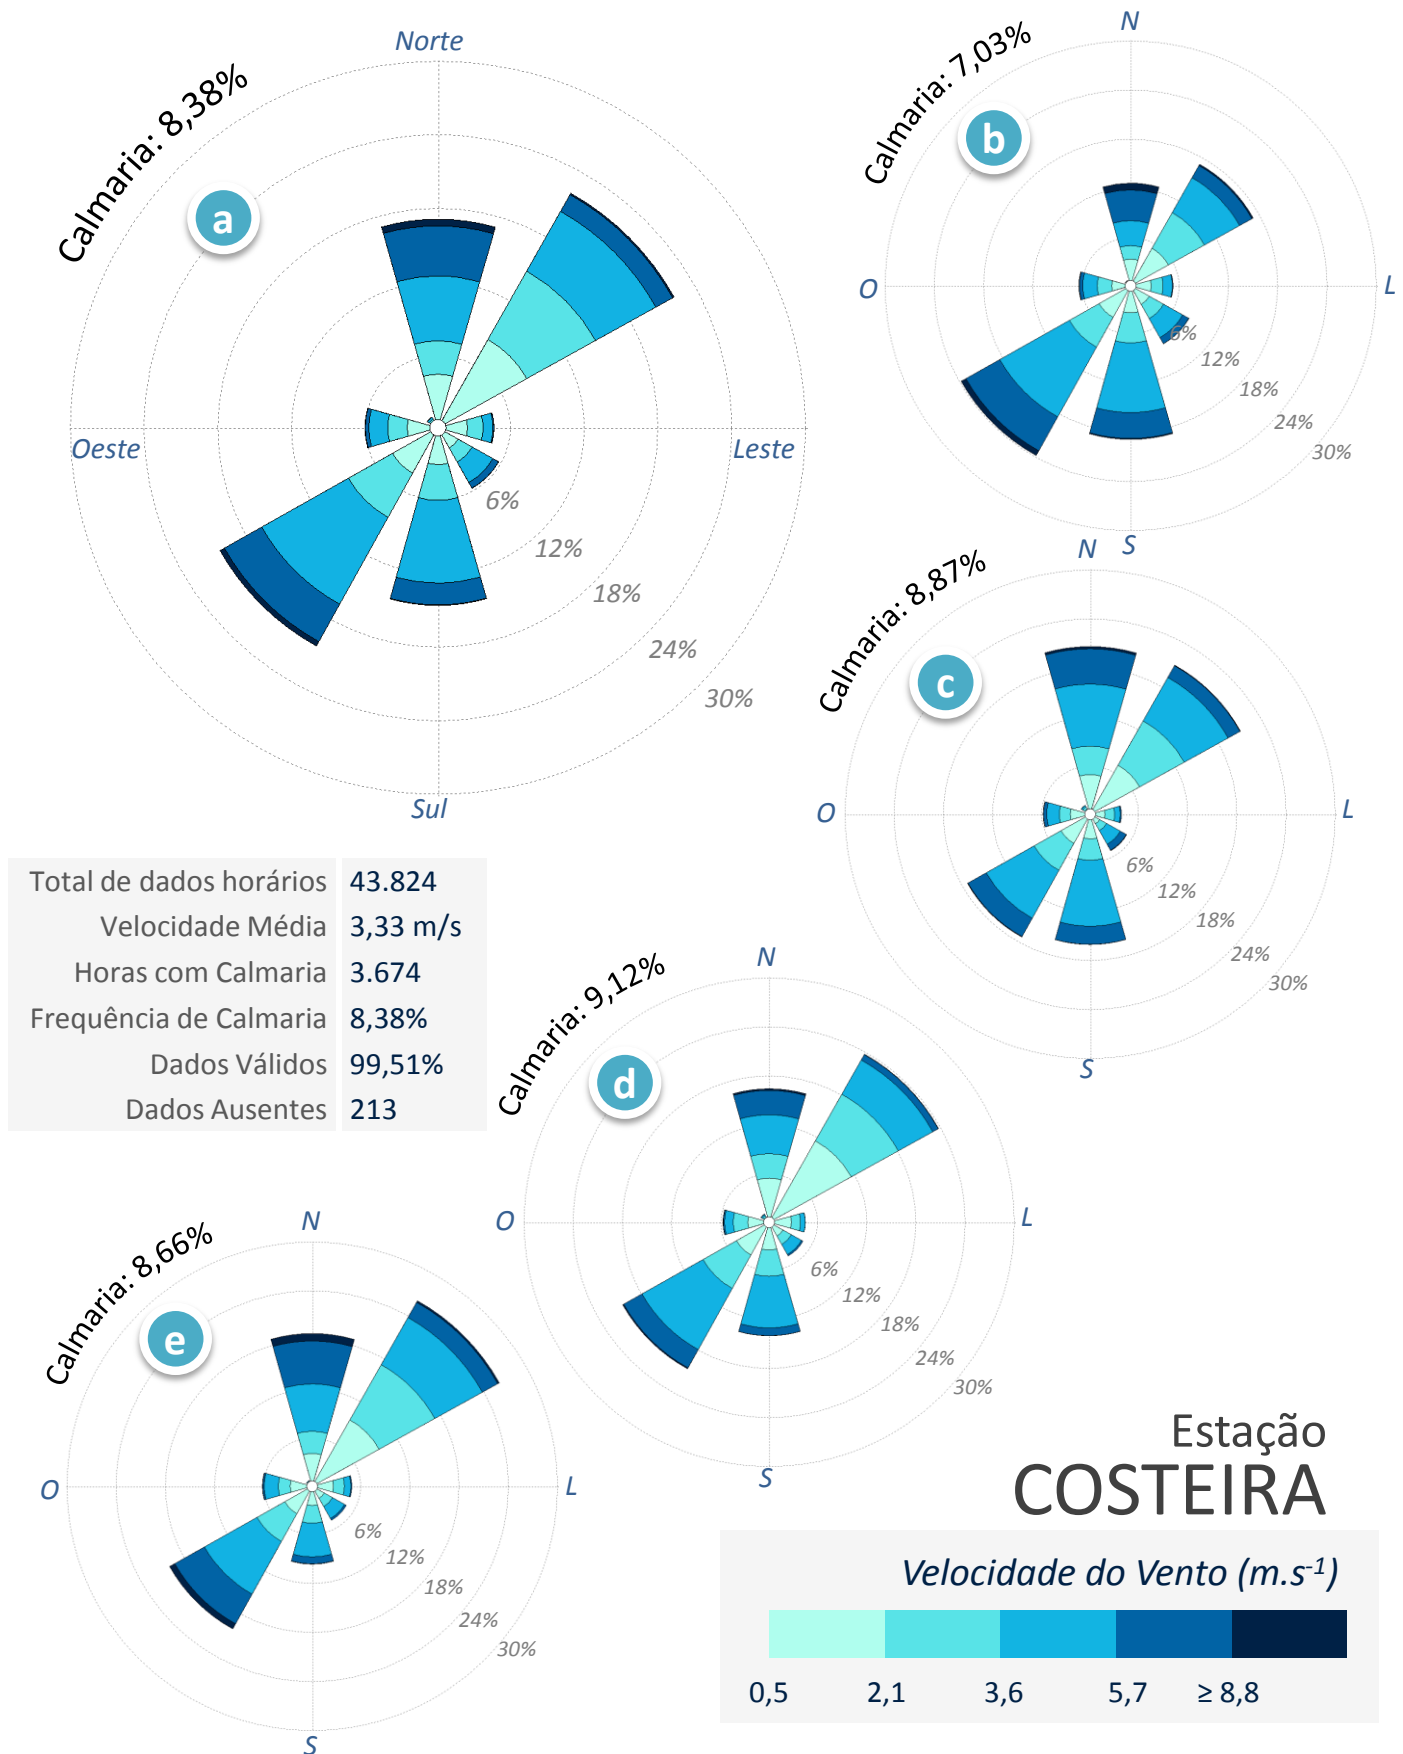 Norte
Calmaria: 8,38%
a
Oeste
Leste
6%
12%
18%
24%
30%
Sul
N
Calmaria: 7,03%
b
O
L
6%
12%
18%
24%
30%
S
N
Calmaria: 8,87%
c
O
L
6%
12%
18%
24%
30%
S
Total de dados horários 43.824
Velocidade Média 3,33 m/s
Horas com Calmaria 3.674
Frequência de Calmaria 8,38%
Dados Válidos 99,51%
Dados Ausentes 213
N
Calmaria: 9,12%
d
O
L
6%
12%
18%
24%
30%
S
N
Calmaria: 8,66%
e
O
L
6%
12%
18%
24%
30%
S
Estação
COSTEIRA
Velocidade do Vento (m.s⁻¹)
0,5 2,1 3,6 5,7 ≥ 8,8